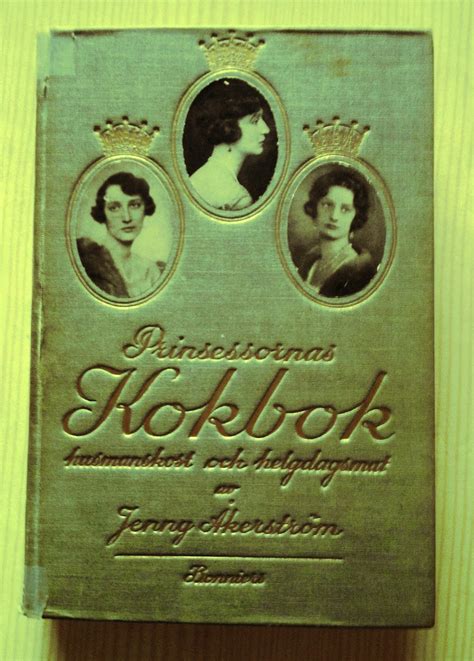 Prinsessornas
Kokbok
husmanskost och helgdagsmat
av
Jenny Åkerström
Bonniers